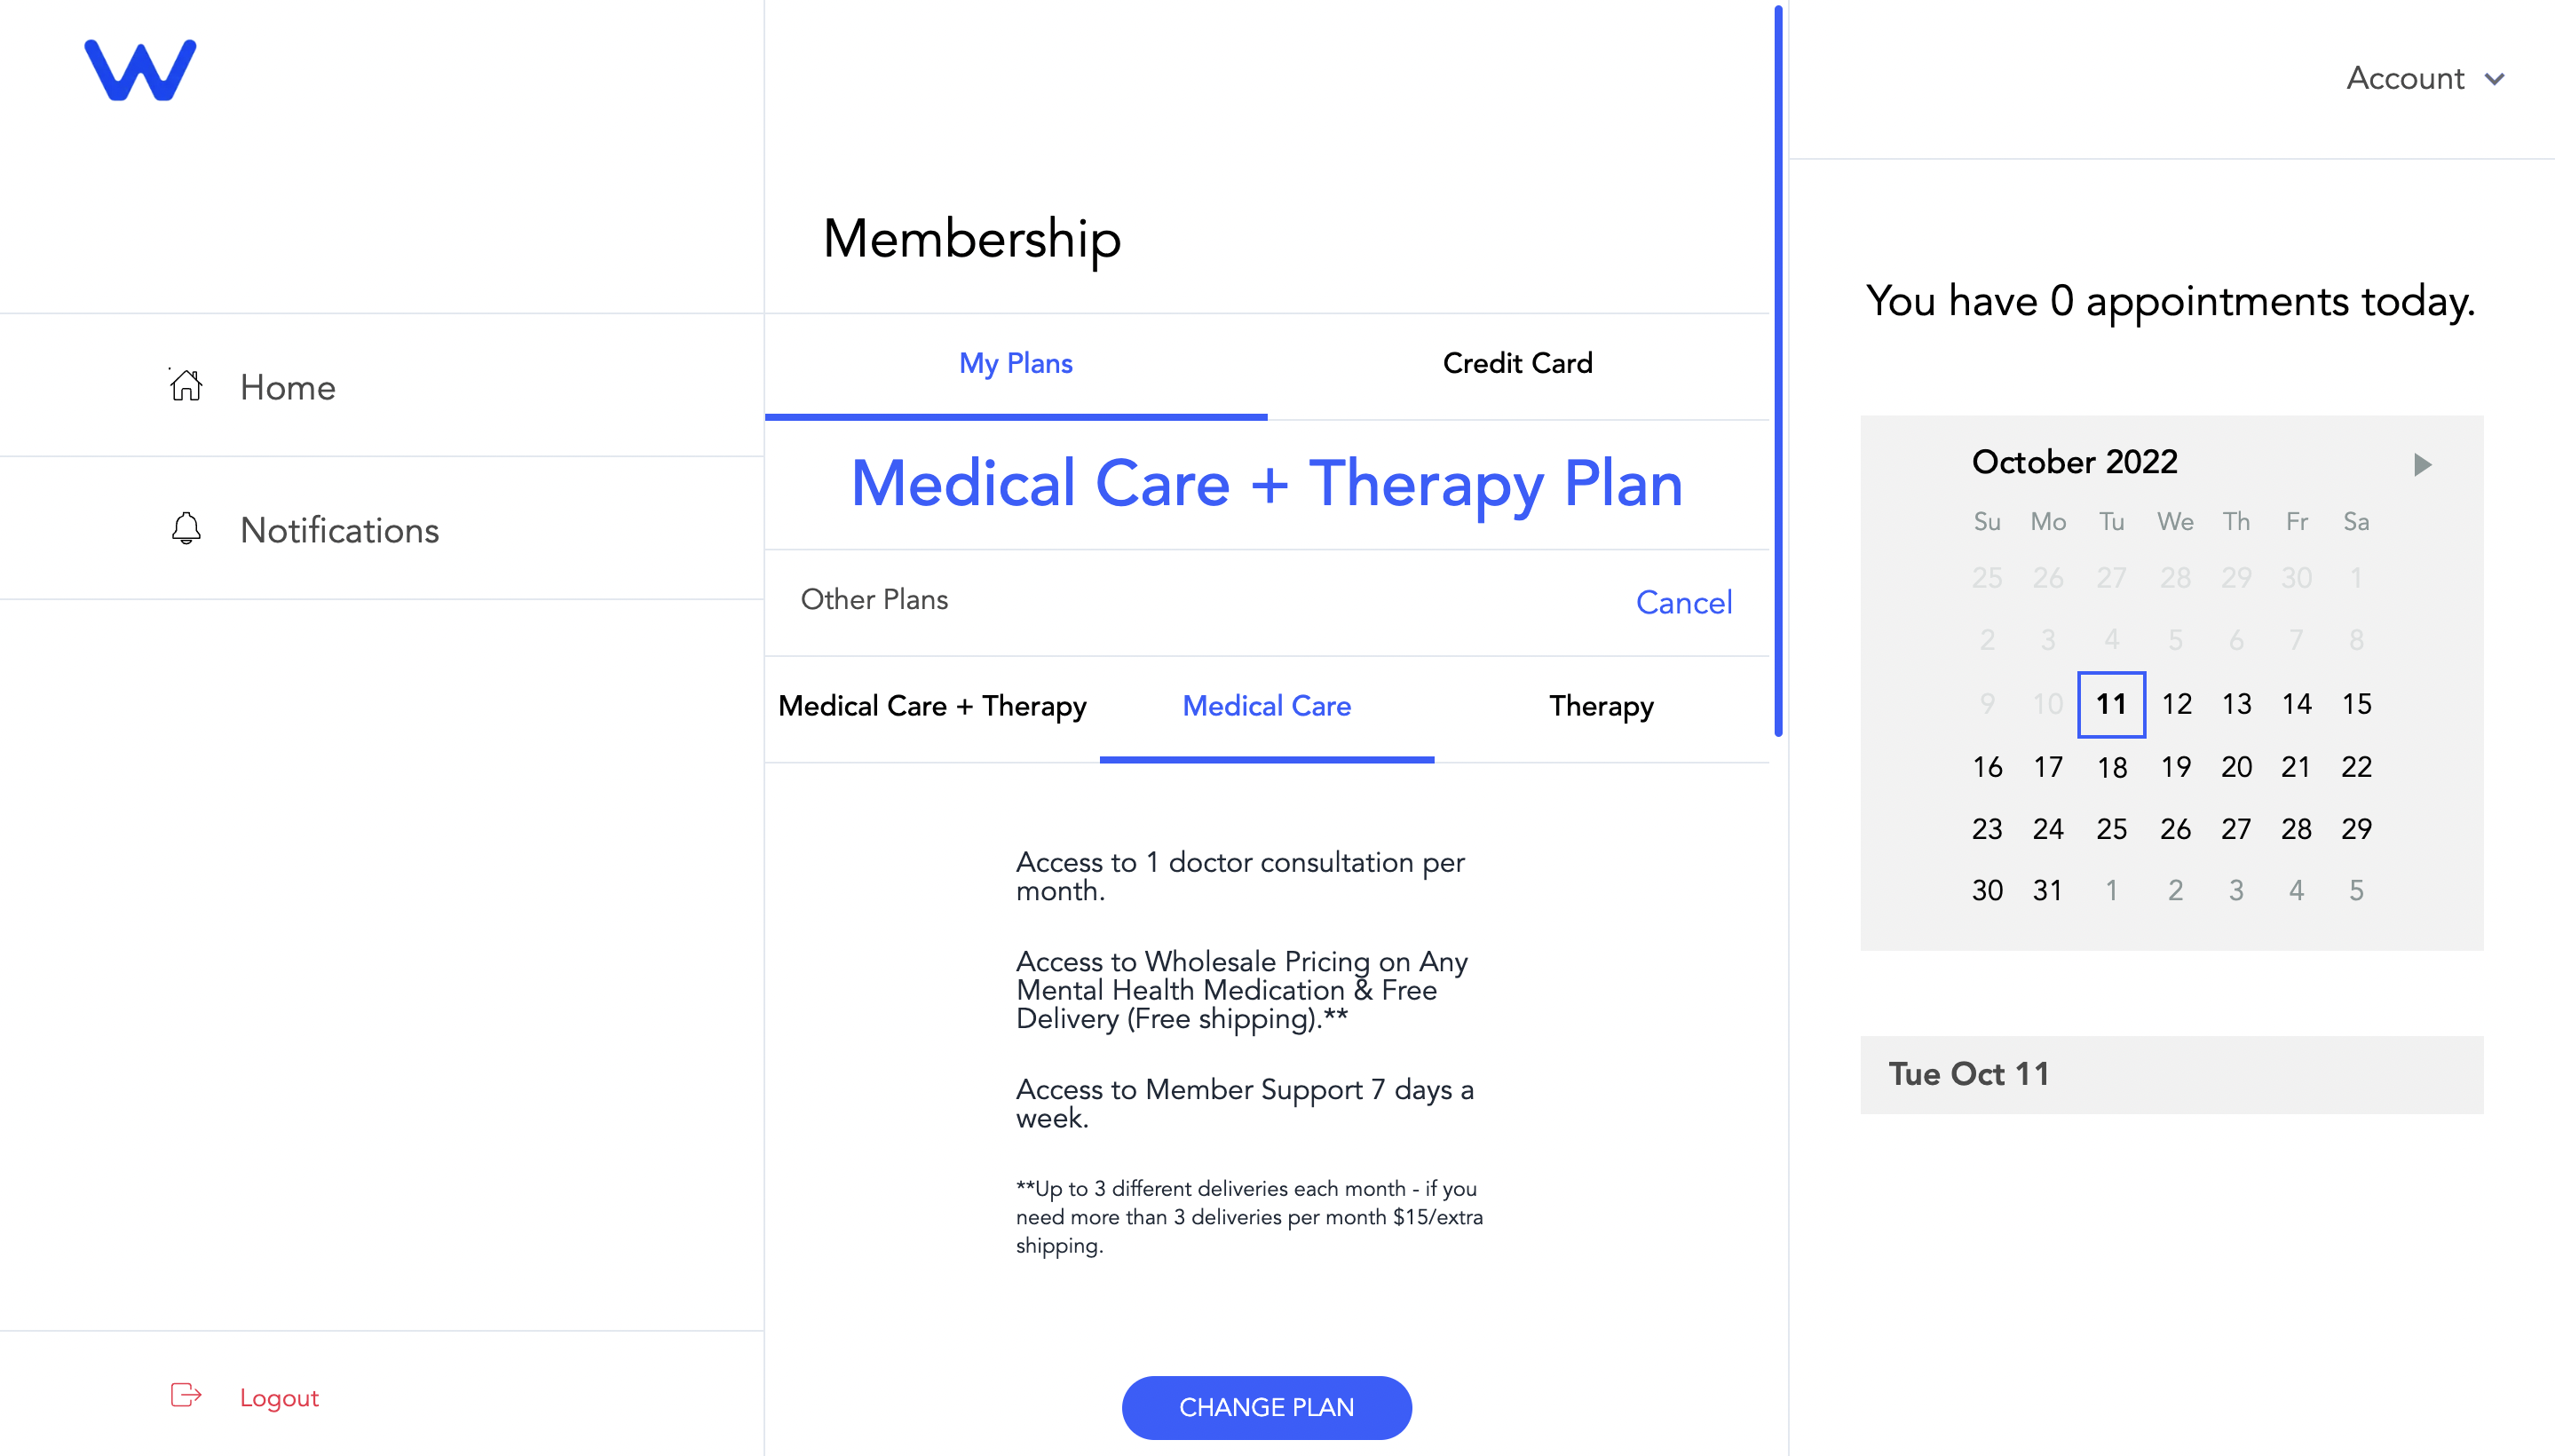 W
Home
Notifications
Logout
Membership
My Plans Credit Card
Medical Care + Therapy Plan
Other Plans Cancel
Medical Care + Therapy Medical Care Therapy
Access to 1 doctor consultation per
month.
Access to Wholesale Pricing on Any
Mental Health Medication & Free
Delivery (Free shipping).**
Access to Member Support 7 days a
week.
**Up to 3 different deliveries each month - if you
need more than 3 deliveries per month $15/extra
shipping.
CHANGE PLAN
Account
You have 0 appointments today.
October 2022
Su Mo Tu We Th Fr Sa
25 26 27 28 29 30 1
2 3 4 5 6 7 8
9 10 11 12 13 14 15
16 17 18 19 20 21 22
23 24 25 26 27 28 29
30 31 1 2 3 4 5
Tue Oct 11